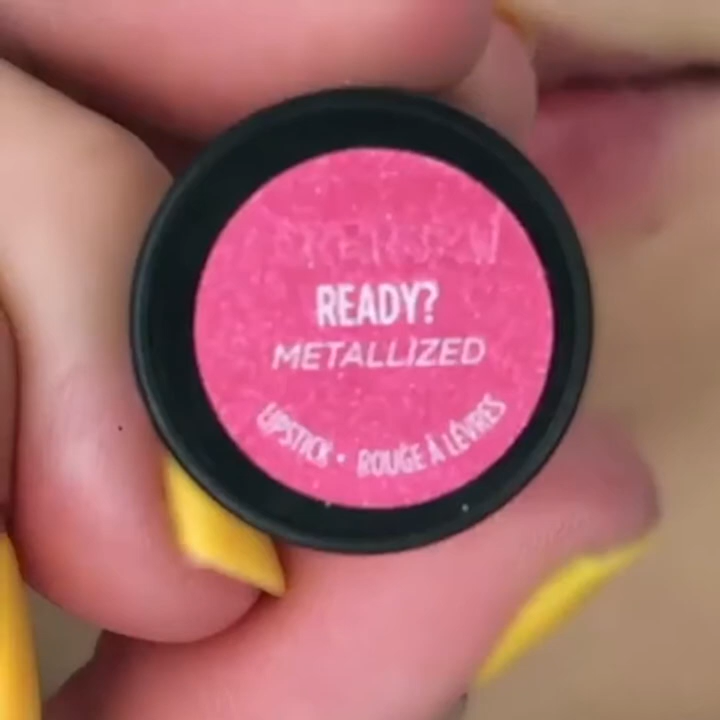 READY?
METALLIZED
LIPSTICK • ROUGE À LÈVRES